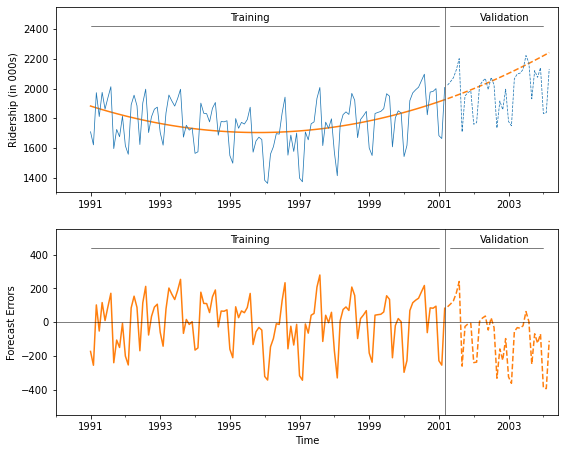 Training Validation
2400
2200
2000
1800
1600
1400
Ridership (in 000s)
1991 1993 1995 1997 1999 2001 2003
Training Validation
400
200
0
−200
−400
Forecast Errors
1991 1993 1995 1997 1999 2001 2003
Time